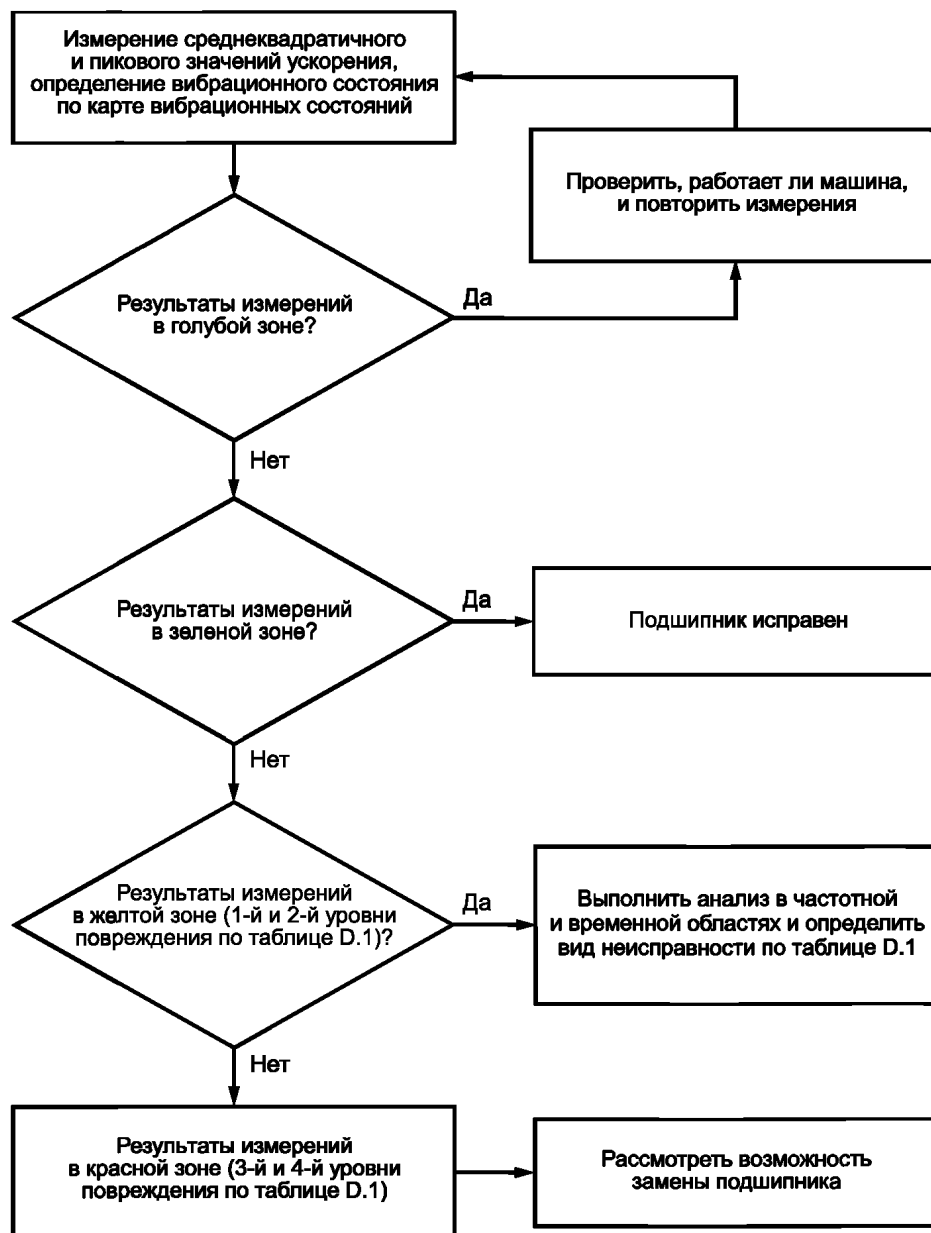 Измерение среднеквадратичного
и пикового значений ускорения,
определение вибрационного состояния
по карте вибрационных состояний
Проверить, работает ли машина,
и повторить измерения
Результаты измерений
в голубой зоне?
Да
Нет
Результаты измерений
в зеленой зоне?
Да
Подшипник исправен
Нет
Результаты измерений
в желтой зоне (1-й и 2-й уровни
повреждения по таблице D.1)?
Да
Выполнить анализ в частотной
и временной областях и определить
вид неисправности по таблице D.1
Нет
Результаты измерений
в красной зоне (3-й и 4-й уровни
повреждения по таблице D.1)
Рассмотреть возможность
замены подшипника